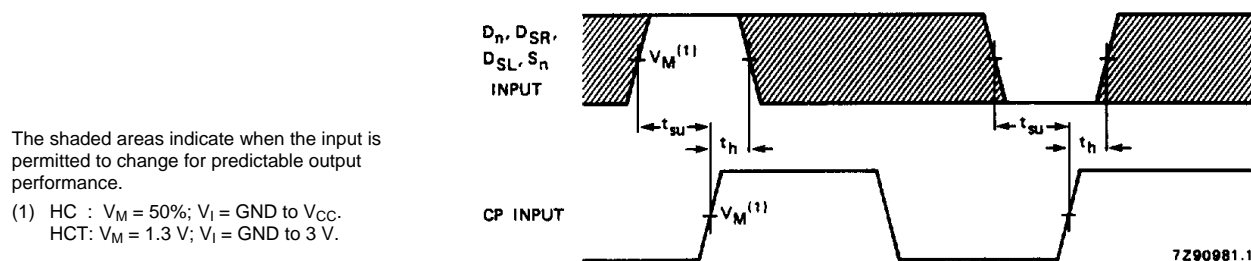 The shaded areas indicate when the input is
permitted to change for predictable output
performance.
(1) HC : VM = 50%; VI = GND to VCC.
HCT: VM = 1.3 V; VI = GND to 3 V.
Dn, DSR,
DSL, Sn
INPUT
VM(1)
tsu
th
tsu
th
CP INPUT
VM(1)
7Z90981.1